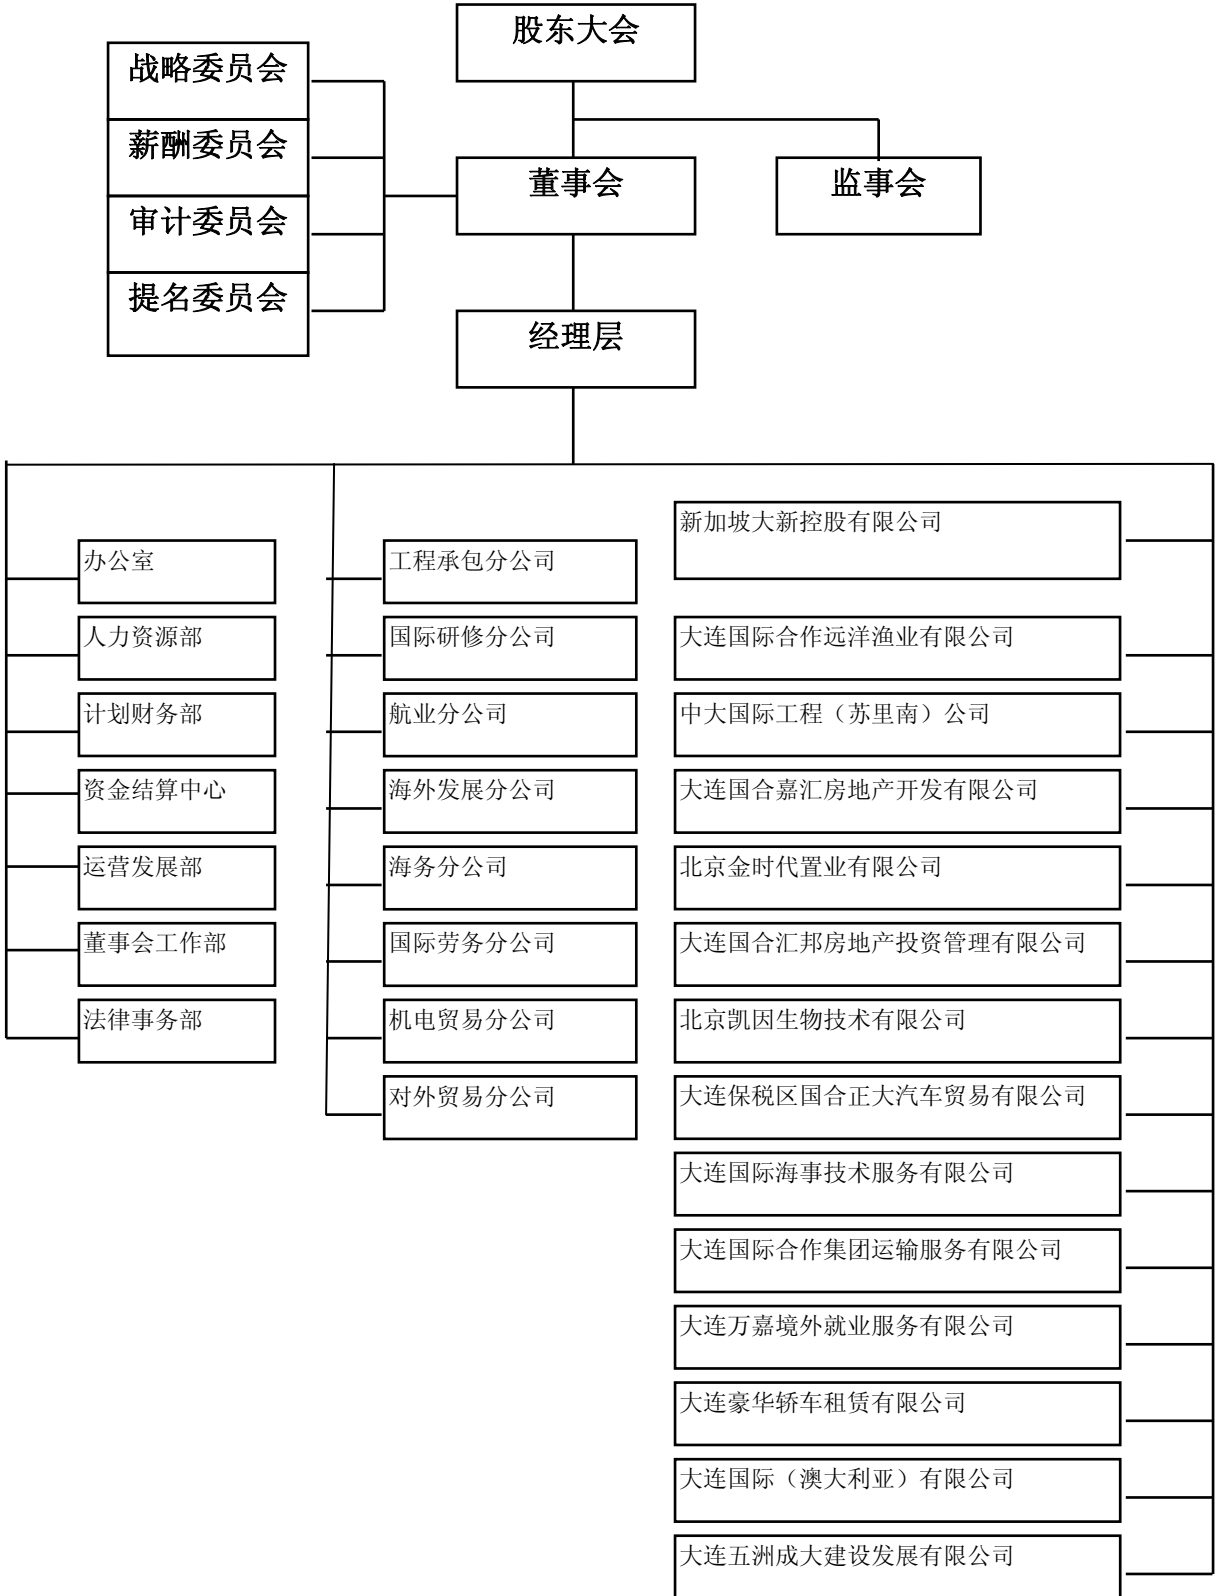 股东大会
战略委员会
薪酬委员会
审计委员会
提名委员会
董事会
监事会
经理层
办公室
人力资源部
计划财务部
资金结算中心
运营发展部
董事会工作部
法律事务部
工程承包分公司
国际研修分公司
航业分公司
海外发展分公司
海务分公司
国际劳务分公司
机电贸易分公司
对外贸易分公司
新加坡大新控股有限公司
大连国际合作远洋渔业有限公司
中大国际工程（苏里南）公司
大连国合嘉汇房地产开发有限公司
北京金时代置业有限公司
大连国合汇邦房地产投资管理有限公司
北京凯因生物技术有限公司
大连保税区国合正大汽车贸易有限公司
大连国际海事技术服务有限公司
大连国际合作集团运输服务有限公司
大连万嘉境外就业服务有限公司
大连豪华轿车租赁有限公司
大连国际（澳大利亚）有限公司
大连五洲成大建设发展有限公司